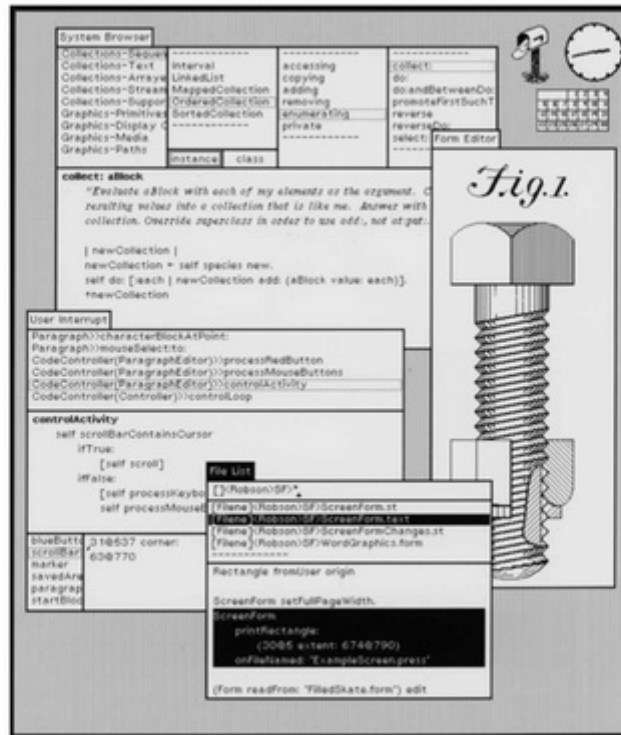 System Browser
Collections-Text
Collections-Arraye
Collections-Stream
Collections-Suppor
Graphics-Primitives
Graphics-Display
Graphics-Media
Graphics-Paths
------------
Interval
LinkedList
MappedCollection
OrderedCollection
SortedCollection
------------
instance class
------------
accessing
copying
adding
removing
enumerating
private
------------
------------
collect:
do:
do:andBetweenDo:
promoteFirstSuchT
reverse
reverseDo:
select:
collect: aBlock
"Evaluate aBlock with each of my elements as the argument. C
resulting values into a collection that is like me. Answer with
collection. Override superclass in order to use add:, not at:put:.
| newCollection |
newCollection ← self species new.
self do: [:each | newCollection add: (aBlock value: each)].
↑newCollection
Form Editor
Fig.1.
User Interrupt
Paragraph>>characterBlockAtPoint:
Paragraph>>mouseSelect:to:
CodeController(ParagraphEditor)>>processRedButton
CodeController(ParagraphEditor)>>processMouseButtons
CodeController(ParagraphEditor)>>controlActivity
CodeController(Controller)>>controlLoop
controlActivity
self scrollBarContainsCursor
ifTrue:
[self scroll]
ifFalse:
[self processKeybo
self processMouseB
blueButto
scrollBar
marker
savedAre
paragrap
startBloc
31@537 corner:
63@770
File List
[]<Robson>SF>*
[Filene]<Robson>SF>ScreenForm.st
[Filene]<Robson>SF>ScreenForm.text
[Filene]<Robson>SF>ScreenFormChanges.st
[Filene]<Robson>SF>WordGraphics.form
------------
Rectangle fromUser origin
ScreenForm setFullPageWidth.
ScreenForm
printRectangle:
(30@5 extent: 674@790)
onFileNamed: 'ExampleScreen.press'
(Form readFrom: 'FilledSkate.form') edit